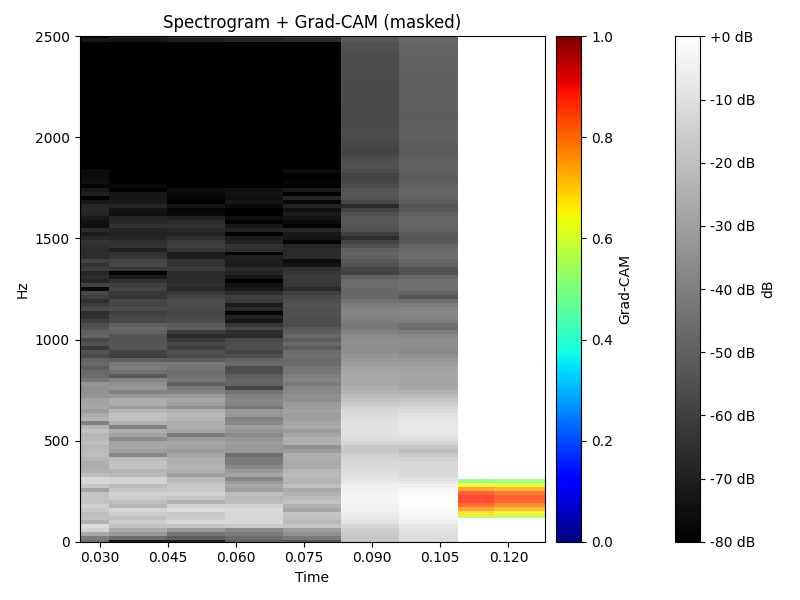 Spectrogram + Grad-CAM (masked)
2500
2000
1500
1000
500
0
Hz
0.030
0.045
0.060
0.075
0.090
0.105
0.120
Time
1.0
0.8
0.6
0.4
0.2
0.0
Grad-CAM
+0 dB
-10 dB
-20 dB
-30 dB
-40 dB
-50 dB
-60 dB
-70 dB
-80 dB
dB